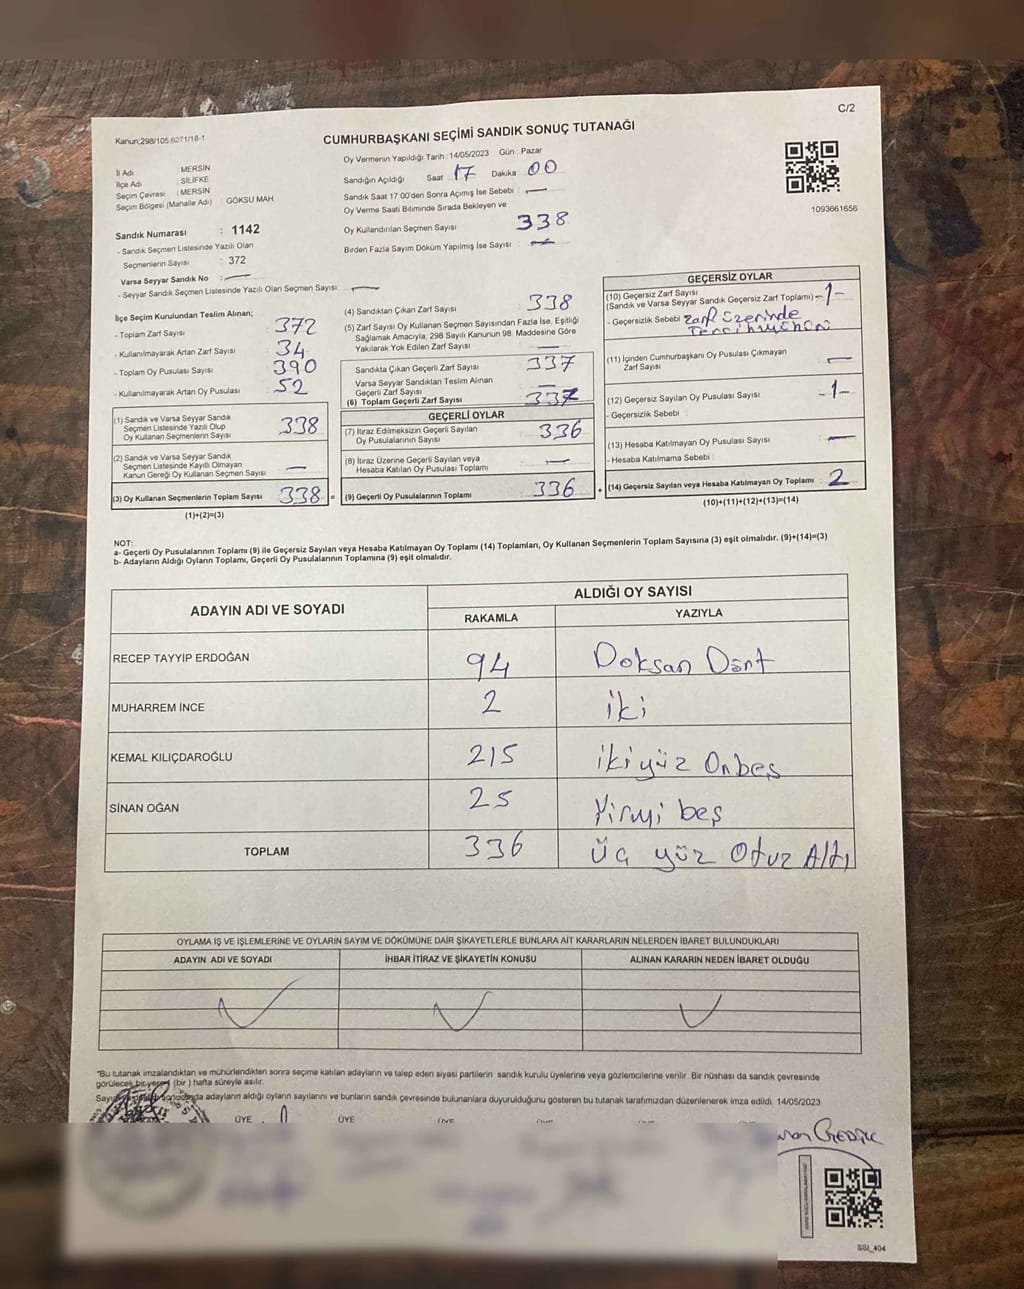 C/2
Kanun;298/105,6271/18-1
CUMHURBAŞKANI SEÇİMİ SANDIK SONUÇ TUTANAĞI
İl Adı : MERSİN
İlçe Adı : SİLİFKE
Seçim Çevresi : MERSİN
Seçim Bölgesi (Mahalle Adı) GÖKSU MAH.
Sandık Numarası : 1142
- Sandık Seçmen Listesinde Yazılı Olan
Seçmenlerin Sayısı : 372
Varsa Seyyar Sandık No : —
- Seyyar Sandık Seçmen Listesinde Yazılı Olan Seçmen Sayısı : —
Oy Vermenin Yapıldığı Tarih :14/05/2023 Gün : Pazar
Sandığın Açıldığı Saat 17 Dakika 00
Sandık Saat 17:00'den Sonra Açımış İse Sebebi : —
Oy Verme Saati Bitiminde Sırada Bekleyen ve
Oy Kullandırılan Seçmen Sayısı : 338
Birden Fazla Sayım Döküm Yapılmış İse Sayısı : —
1093661656
İlçe Seçim Kurulundan Teslim Alınan;
- Toplam Zarf Sayısı : 372
- Kullanılmayarak Artan Zarf Sayısı : 34
- Toplam Oy Pusulası Sayısı : 390
- Kullanılmayarak Artan Oy Pusulası : 52
(1) Sandık ve Varsa Seyyar Sandık
Seçmen Listesinde Yazılı Olup
Oy Kullanan Seçmenlerin Sayısı : 338
(2) Sandık ve Varsa Seyyar Sandık
Seçmen Listesinde Kayıtlı Olmayan
Kanun Gereği Oy Kullanan Seçmen Sayısı : —
(3) Oy Kullanan Seçmenlerin Toplam Sayısı : 338 =
(1)+(2)=(3)
(4) Sandıktan Çıkan Zarf Sayısı : 338
(5) Zarf Sayısı Oy Kullanan Seçmen Sayısından Fazla İse, Eşitliği
Sağlamak Amacıyla, 298 Sayılı Kanunun 98. Maddesine Göre
Yakılarak Yok Edilen Zarf Sayısı : —
Sandıkta Çıkan Geçerli Zarf Sayısı : 337
Varsa Seyyar Sandıktan Teslim Alınan
Geçerli Zarf Sayısı : —
(6) Toplam Geçerli Zarf Sayısı : 337
GEÇERLİ OYLAR
(7) İtiraz Edilmeksizin Geçerli Sayılan
Oy Pusulalarının Sayısı : 336
(8) İtiraz Üzerine Geçerli Sayılan veya
Hesaba Katılan Oy Pusulası Toplamı : —
(9) Geçerli Oy Pusulalarının Toplamı : 336 +
GEÇERSİZ OYLAR
(10) Geçersiz Zarf Sayısı
(Sandık ve Varsa Seyyar Sandık Geçersiz Zarf Toplamı) -1-
- Geçersizlik Sebebi : Zarf Üzerinde
Tercih mührü
(11) İçinden Cumhurbaşkanı Oy Pusulası Çıkmayan
Zarf Sayısı : —
(12) Geçersiz Sayılan Oy Pusulası Sayısı : -1-
- Geçersizlik Sebebi :
(13) Hesaba Katılmayan Oy Pusulası Sayısı : —
- Hesaba Katılmama Sebebi :
(14) Geçersiz Sayılan veya Hesaba Katılmayan Oy Toplamı : 2
(10)+(11)+(12)+(13)=(14)
NOT:
a- Geçerli Oy Pusulalarının Toplamı (9) ile Geçersiz Sayılan veya Hesaba Katılmayan Oy Toplamı (14) Toplamları, Oy Kullanan Seçmenlerin Toplam Sayısına (3) eşit olmalıdır. (9)+(14)=(3)
b- Adayların Aldığı Oyların Toplamı, Geçerli Oy Pusulalarının Toplamına (9) eşit olmalıdır.
ADAYIN ADI VE SOYADI
ALDIĞI OY SAYISI
RAKAMLA YAZIYLA
RECEP TAYYİP ERDOĞAN 94 Doksan Dört
MUHARREM İNCE 2 iki
KEMAL KILIÇDAROĞLU 215 ikiyüz Onbeş
SİNAN OĞAN 25 Yirmi beş
TOPLAM 336 Üç yüz Otuz Altı
OYLAMA İŞ VE İŞLEMLERİNE VE OYLARIN SAYIM VE DÖKÜMÜNE DAİR ŞİKAYETLERLE BUNLARA AİT KARARLARIN NELERDEN İBARET BULUNDUKLARI
ADAYIN ADI VE SOYADI İHBAR İTİRAZ VE ŞİKAYETİN KONUSU ALINAN KARARIN NEDEN İBARET OLDUĞU
*Bu tutanak imzalandıktan ve mühürlendikten sonra seçime katılan adayların ve talep eden siyasi partilerin sandık kurulu üyelerine veya gözlemcilerine verilir. Bir nüshası da sandık çevresinde
görülecek bir yere (bir) hafta süreyle asılır.
adayların aldığı oyların sayılarını ve bunların sandık çevresinde bulunanlara duyurulduğunu gösteren bu tutanak tarafımızdan düzenlenerek imza edildi. 14/05/2023
ÜYE ÜYE
SSI_404